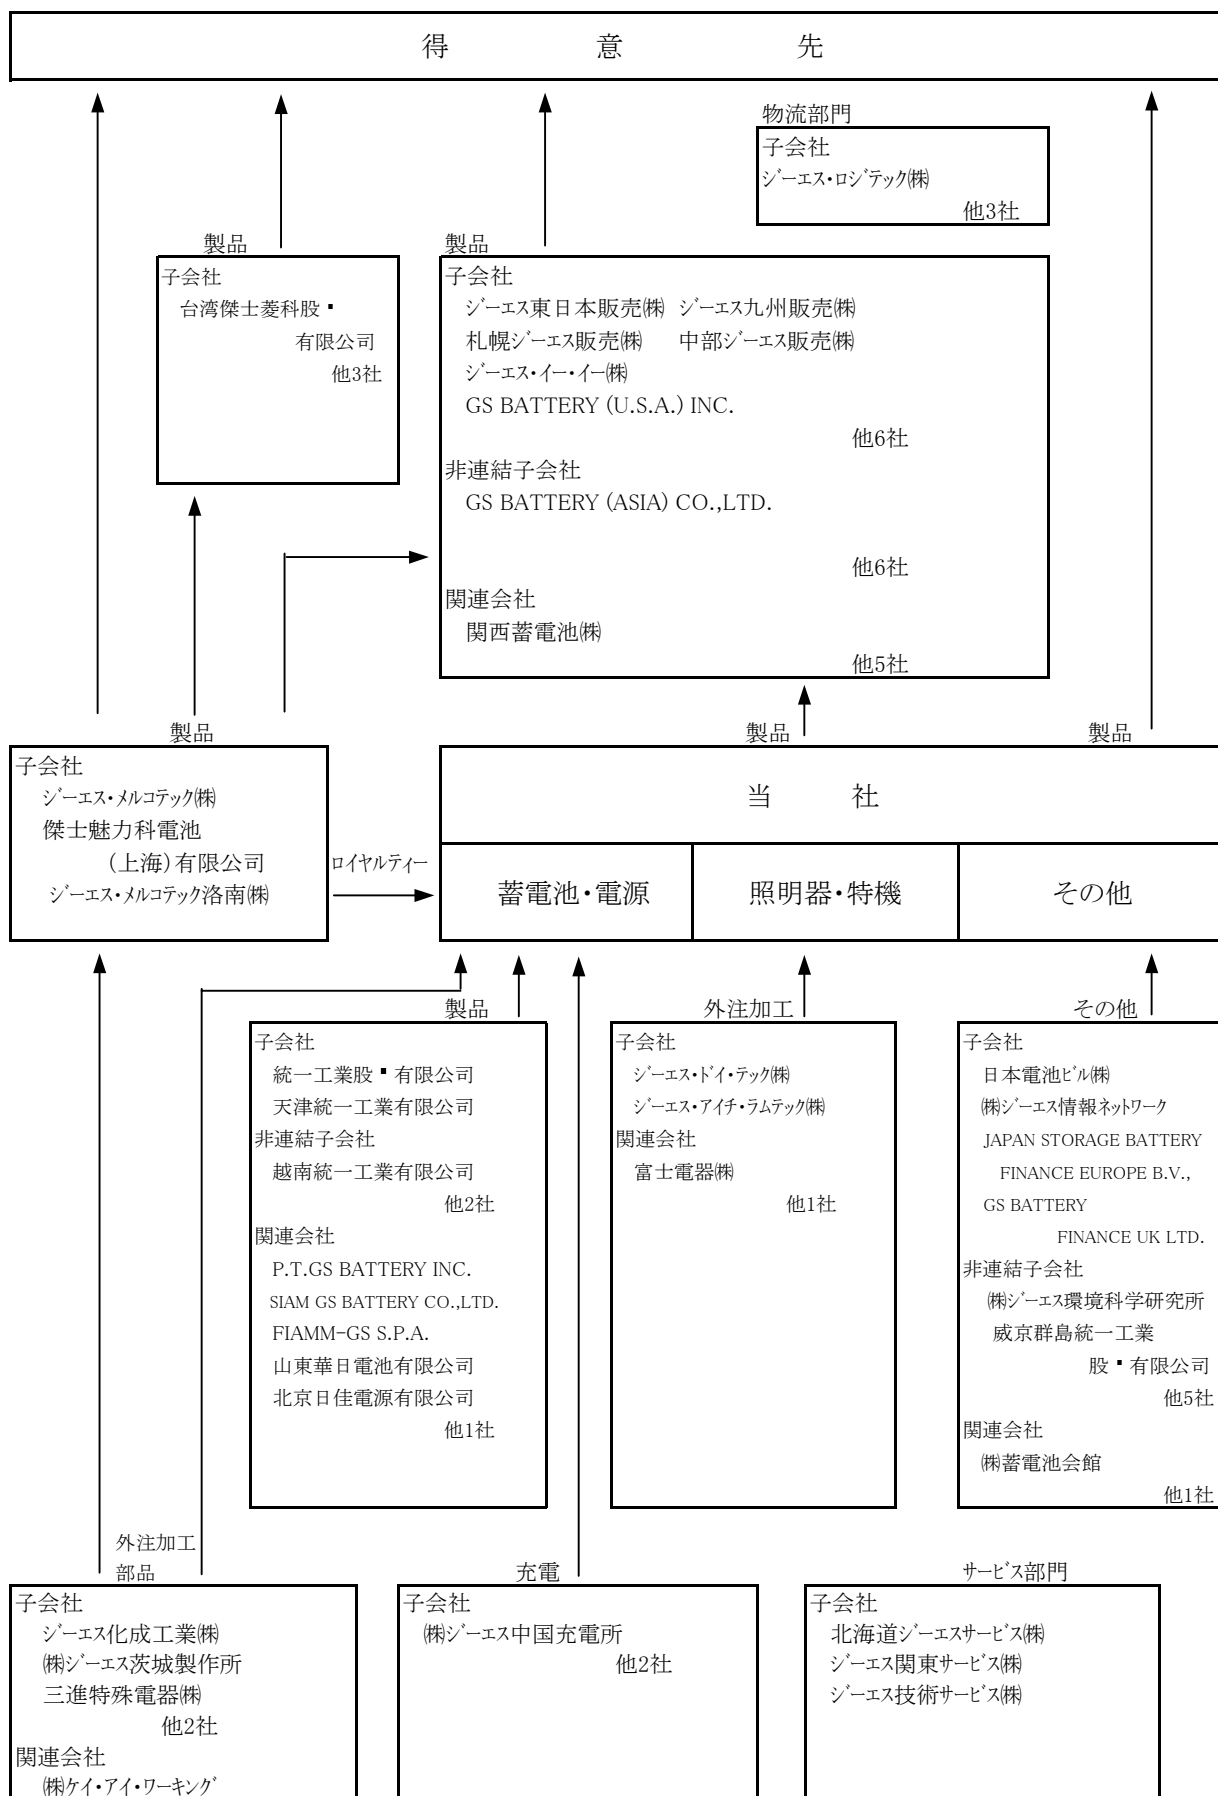 得 意 先
物流部門
子会社
ジーエス・ロジテック㈱
他3社
製品
子会社
台湾傑士菱科股
有限公司
他3社
製品
子会社
ジーエス東日本販売㈱ ジーエス九州販売㈱
札幌ジーエス販売㈱ 中部ジーエス販売㈱
ジーエス・イー・イー㈱
GS BATTERY (U.S.A.) INC.
他6社
非連結子会社
GS BATTERY (ASIA) CO.,LTD.
他6社
関連会社
関西蓄電池㈱
他5社
製品
子会社
ジーエス・メルコテック㈱
傑士魅力科電池
(上海)有限公司
ジーエス・メルコテック洛南㈱
ロイヤルティー
製品
製品
当 社
蓄電池・電源
照明器・特機
その他
製品
子会社
統一工業股 有限公司
天津統一工業有限公司
非連結子会社
越南統一工業有限公司
他2社
関連会社
P.T.GS BATTERY INC.
SIAM GS BATTERY CO.,LTD.
FIAMM-GS S.P.A.
山東華日電池有限公司
北京日佳電源有限公司
他1社
外注加工
子会社
ジーエス・ドイ・テック㈱
ジーエス・アイチ・ラムテック㈱
関連会社
富士電器㈱
他1社
その他
子会社
日本電池ビル㈱
㈱ジーエス情報ネットワーク
JAPAN STORAGE BATTERY
FINANCE EUROPE B.V.,
GS BATTERY
FINANCE UK LTD.
非連結子会社
㈱ジーエス環境科学研究所
威京群島統一工業
股 有限公司
他5社
関連会社
㈱蓄電池会館
他1社
外注加工
部品
子会社
ジーエス化成工業㈱
㈱ジーエス茨城製作所
三進特殊電器㈱
他2社
関連会社
㈱ケイ・アイ・ワーキング
充電
子会社
㈱ジーエス中国充電所
他2社
サービス部門
子会社
北海道ジーエスサービス㈱
ジーエス関東サービス㈱
ジーエス技術サービス㈱